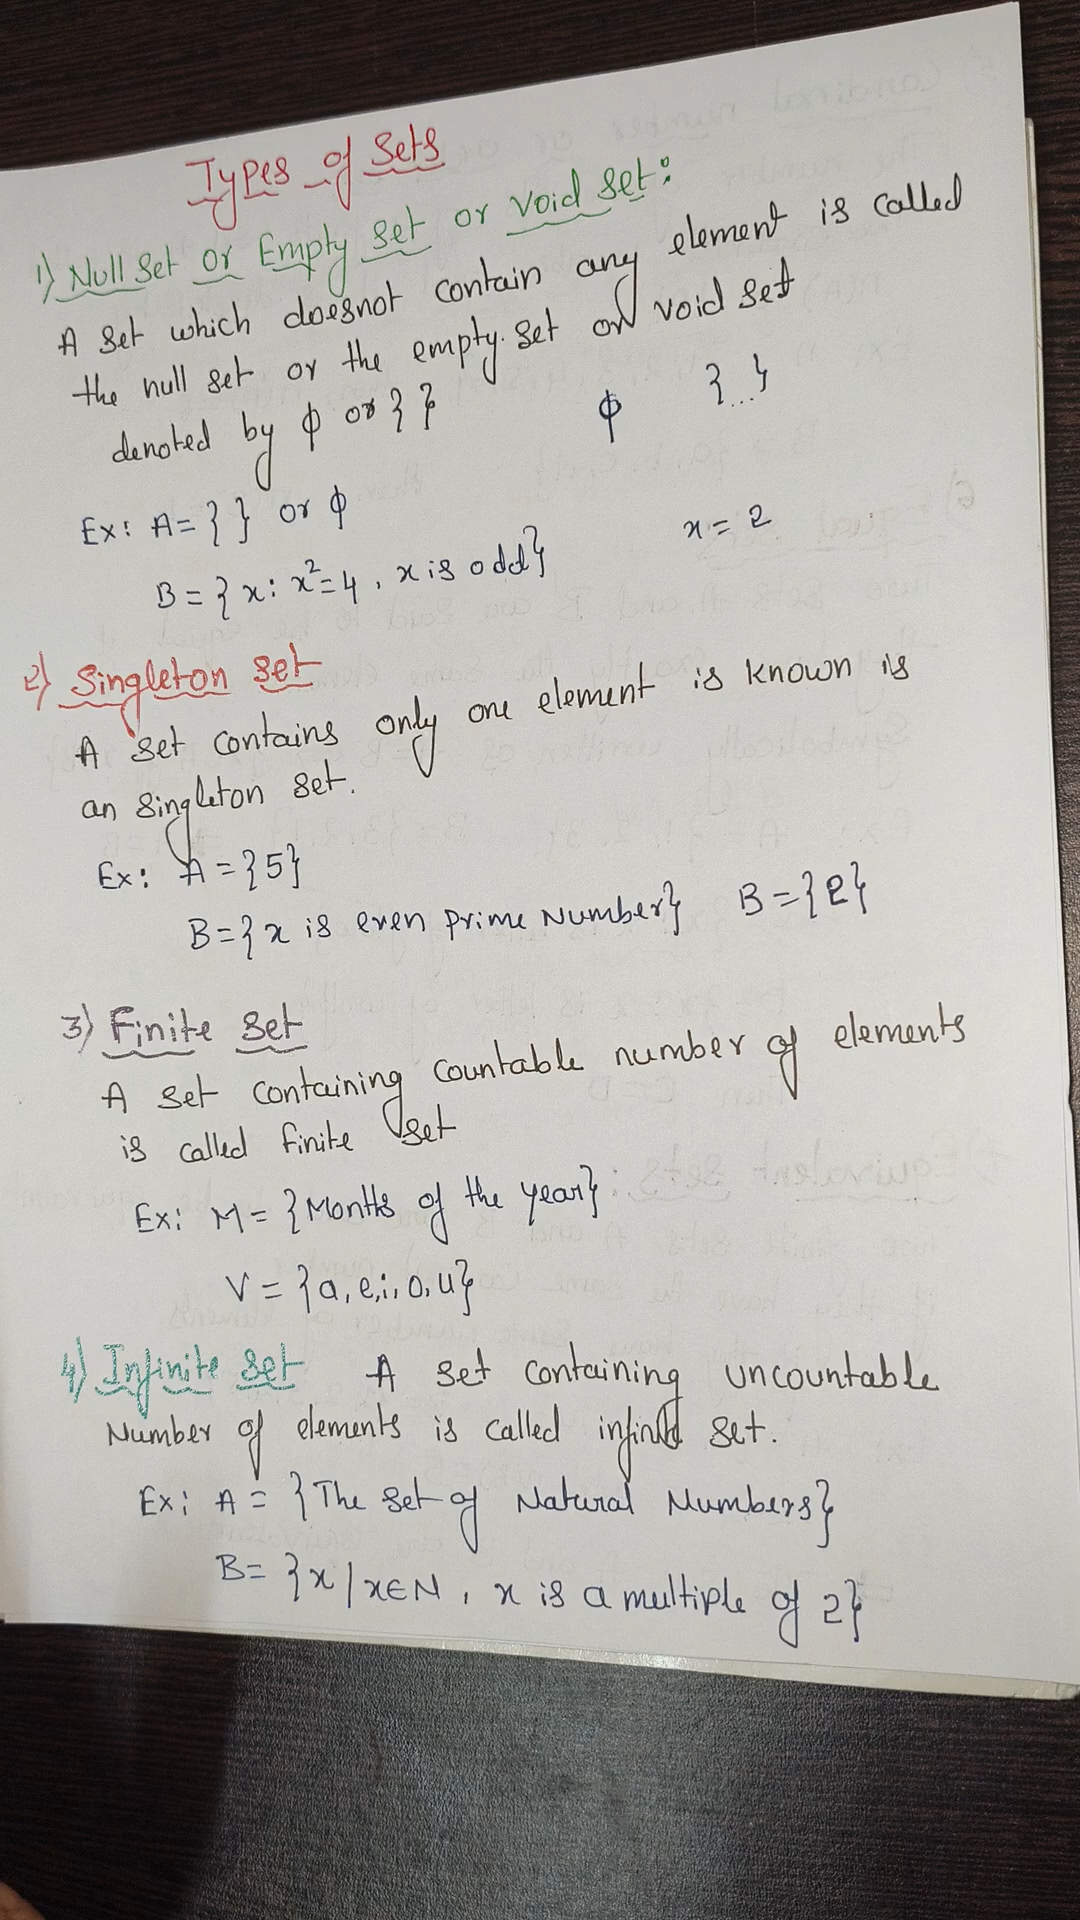 Types of Sets
1) Null Set or Empty Set or Void Set:
A Set which doesnot contain any element is called
the null set or the empty set or void set
denoted by ϕ or { }    ϕ    {...}
Ex: A = { } or ϕ
B = {x: x²=4, x is odd}    x = 2
2) Singleton Set
A Set contains only one element is known is
an Singleton Set.
Ex: A = {5}
B = {x is even prime Number}    B = {2}
3) Finite Set
A Set Containing Countable number of elements
is called finite Set
Ex: M = {Months of the year}
V = {a, e, i, o, u}
4) Infinite Set    A Set Containing uncountable
Number of elements is called infinite Set.
Ex: A = {The Set of Natural Numbers}
B = {x | x∈N, x is a multiple of 2}